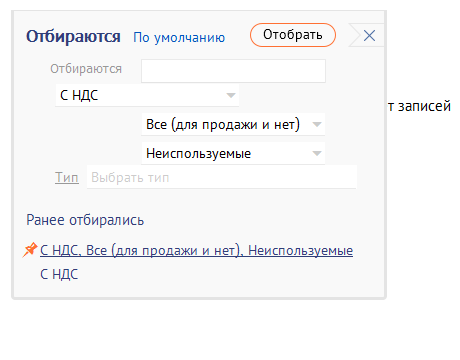 Отбираются По умолчанию Отобрать
Отбираются
С НДС
т записей
Все (для продажи и нет)
Неиспользуемые
Тип Выбрать тип
Ранее отбирались
С НДС, Все (для продажи и нет), Неиспользуемые
С НДС